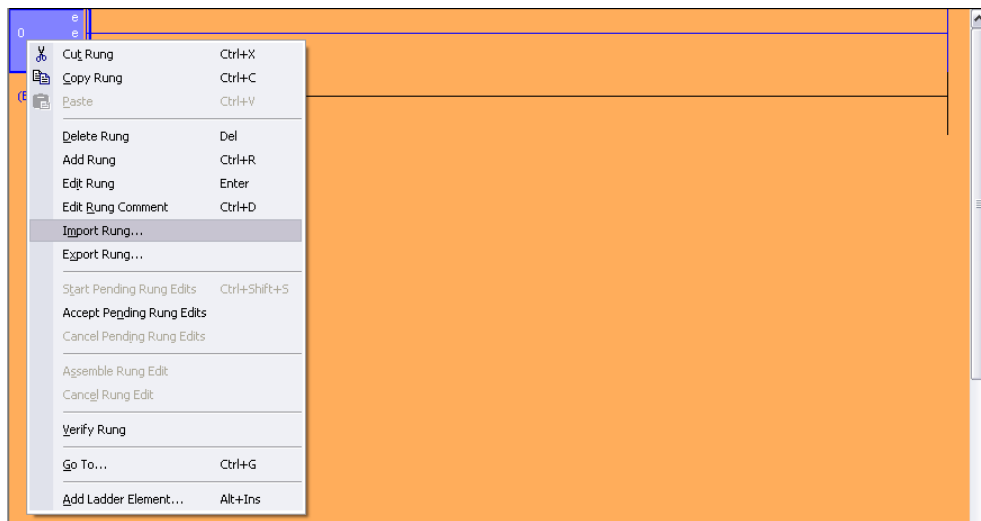 e
0 e
Cut Rung Ctrl+X
Copy Rung Ctrl+C
(E
Paste Ctrl+V
Delete Rung Del
Add Rung Ctrl+R
Edit Rung Enter
Edit Rung Comment Ctrl+D
Import Rung...
Export Rung...
Start Pending Rung Edits Ctrl+Shift+S
Accept Pending Rung Edits
Cancel Pending Rung Edits
Assemble Rung Edit
Cancel Rung Edit
Verify Rung
Go To... Ctrl+G
Add Ladder Element... Alt+Ins